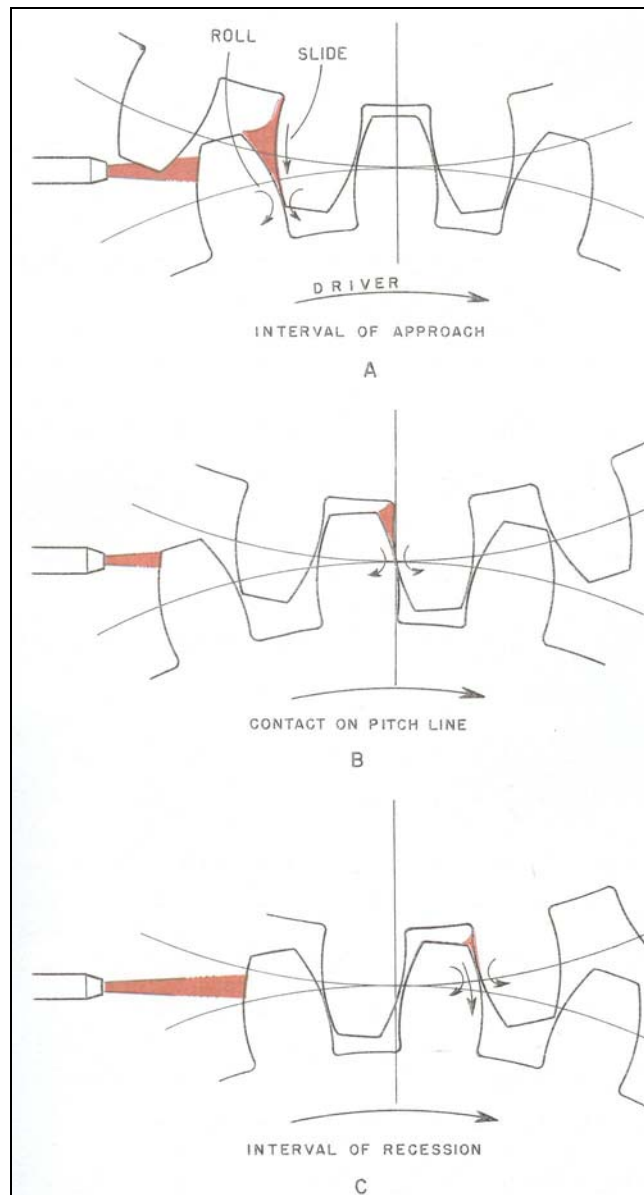 ROLL
SLIDE
DRIVER
INTERVAL OF APPROACH
A
CONTACT ON PITCH LINE
B
INTERVAL OF RECESSION
C